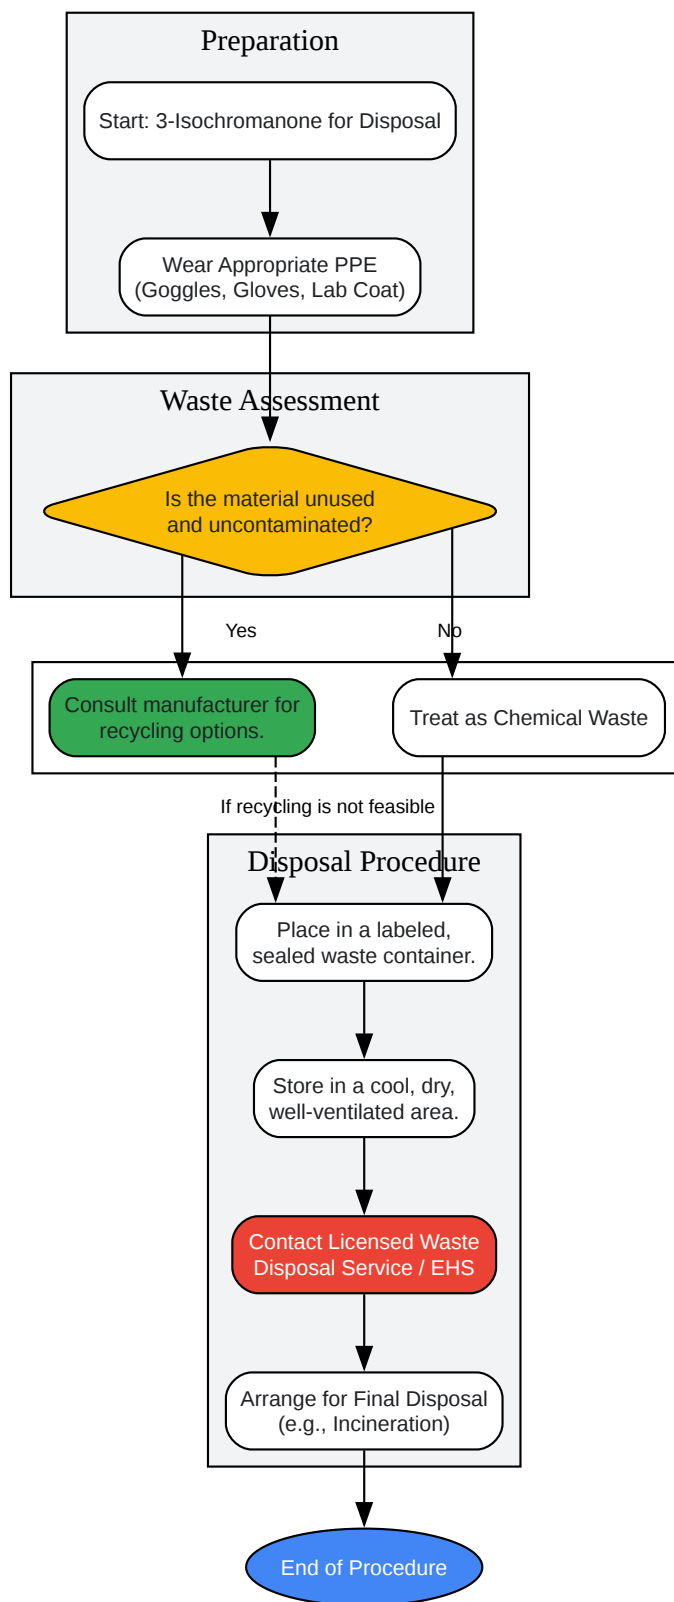 Preparation
Start: 3-Isochromanone for Disposal
Wear Appropriate PPE
(Goggles, Gloves, Lab Coat)
Waste Assessment
Is the material unused
and uncontaminated?
Yes
No
Consult manufacturer for
recycling options.
Treat as Chemical Waste
If recycling is not feasible
Disposal Procedure
Place in a labeled,
sealed waste container.
Store in a cool, dry,
well-ventilated area.
Contact Licensed Waste
Disposal Service / EHS
Arrange for Final Disposal
(e.g., Incineration)
End of Procedure